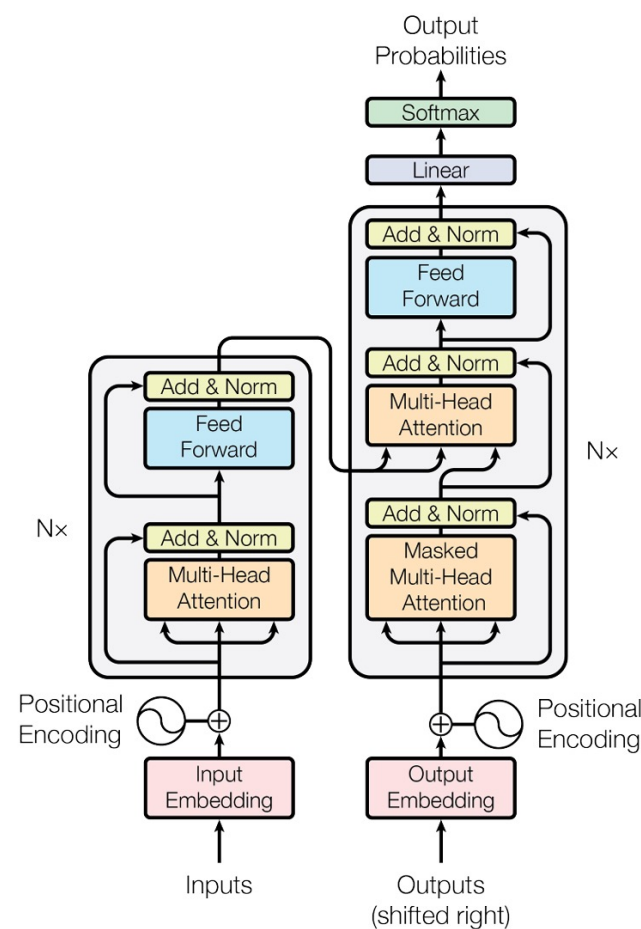 Output
Probabilities
Softmax
Linear
Add & Norm
Feed
Forward
Add & Norm
Multi-Head
Attention
Add & Norm
Masked
Multi-Head
Attention
N×
Add & Norm
Feed
Forward
Add & Norm
Multi-Head
Attention
N×
Positional
Encoding
Positional
Encoding
Input
Embedding
Output
Embedding
Inputs
Outputs
(shifted right)